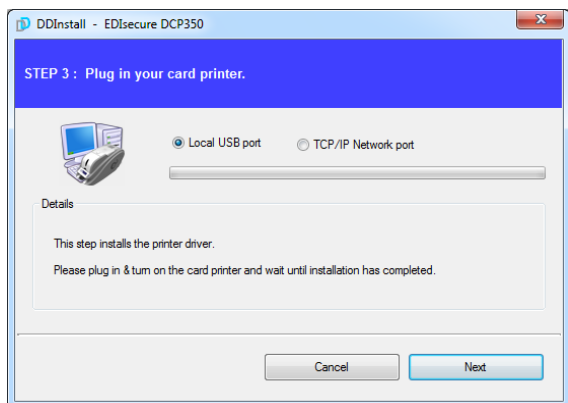 DDInstall - EDIsecure DCP350
STEP 3 : Plug in your card printer.
Local USB port
TCP/IP Network port
Details
This step installs the printer driver.
Please plug in & turn on the card printer and wait until installation has completed.
Cancel
Next